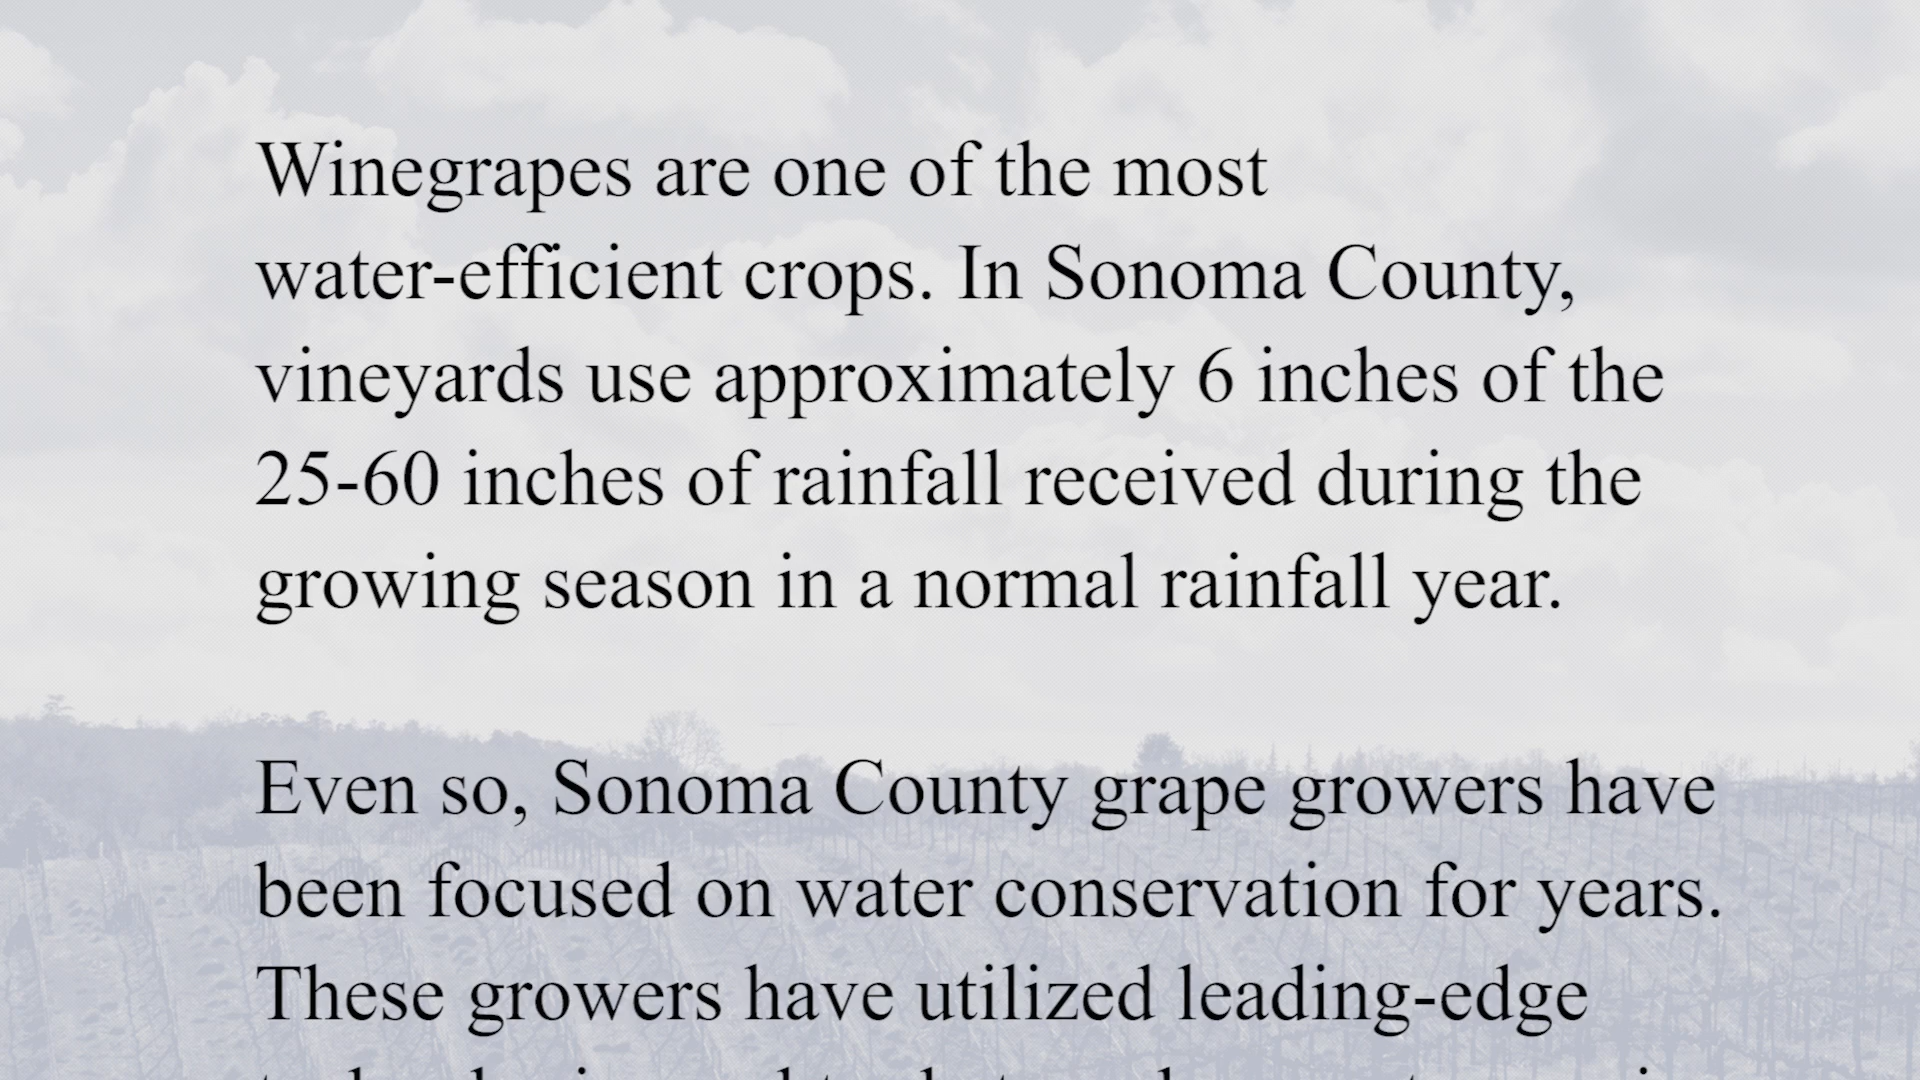 Winegrapes are one of the most
water-efficient crops. In Sonoma County,
vineyards use approximately 6 inches of the
25-60 inches of rainfall received during the
growing season in a normal rainfall year.
Even so, Sonoma County grape growers have
been focused on water conservation for years.
These growers have utilized leading-edge